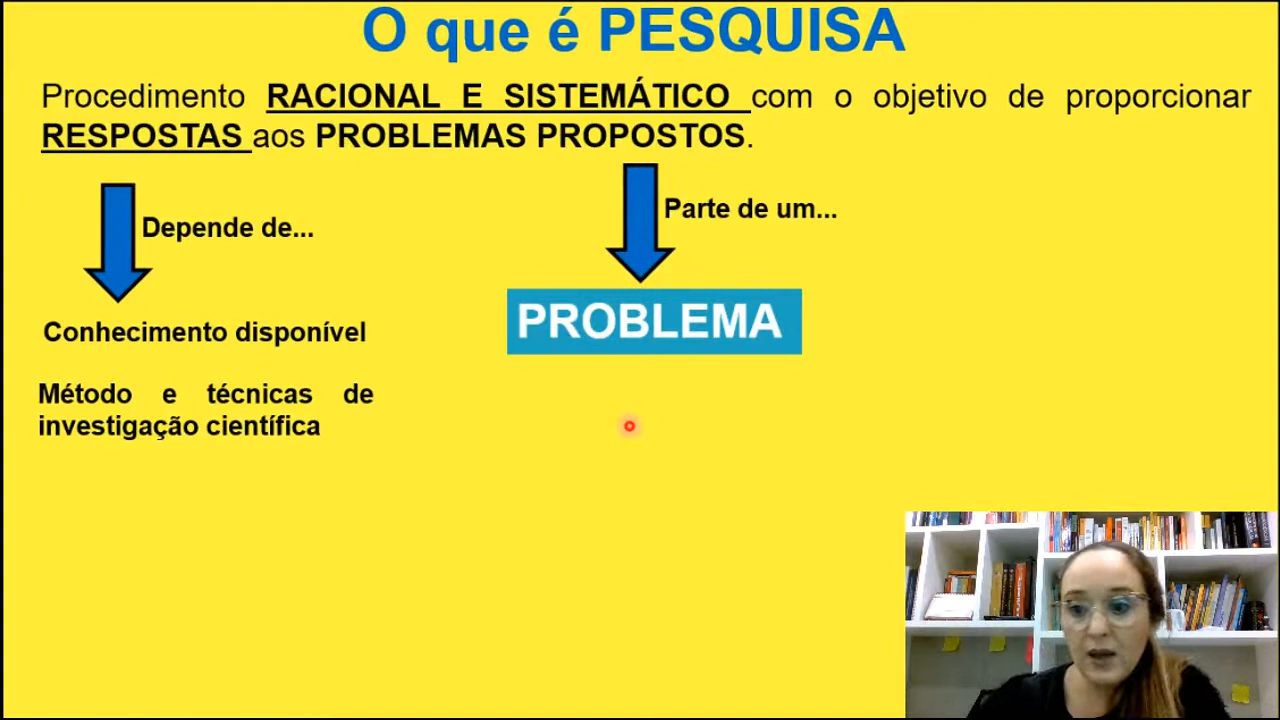 O que é PESQUISA
Procedimento RACIONAL E SISTEMÁTICO com o objetivo de proporcionar
RESPOSTAS aos PROBLEMAS PROPOSTOS.
Depende de...
Parte de um...
PROBLEMA
Conhecimento disponível
Método e técnicas de
investigação científica